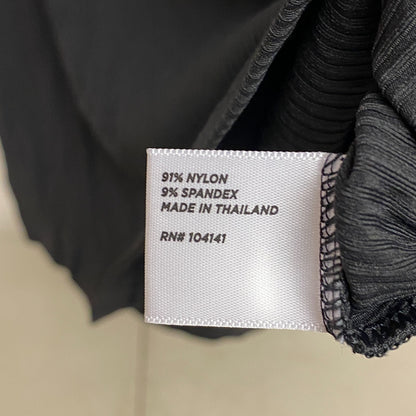 91% NYLON
9% SPANDEX
MADE IN THAILAND
RN# 104141